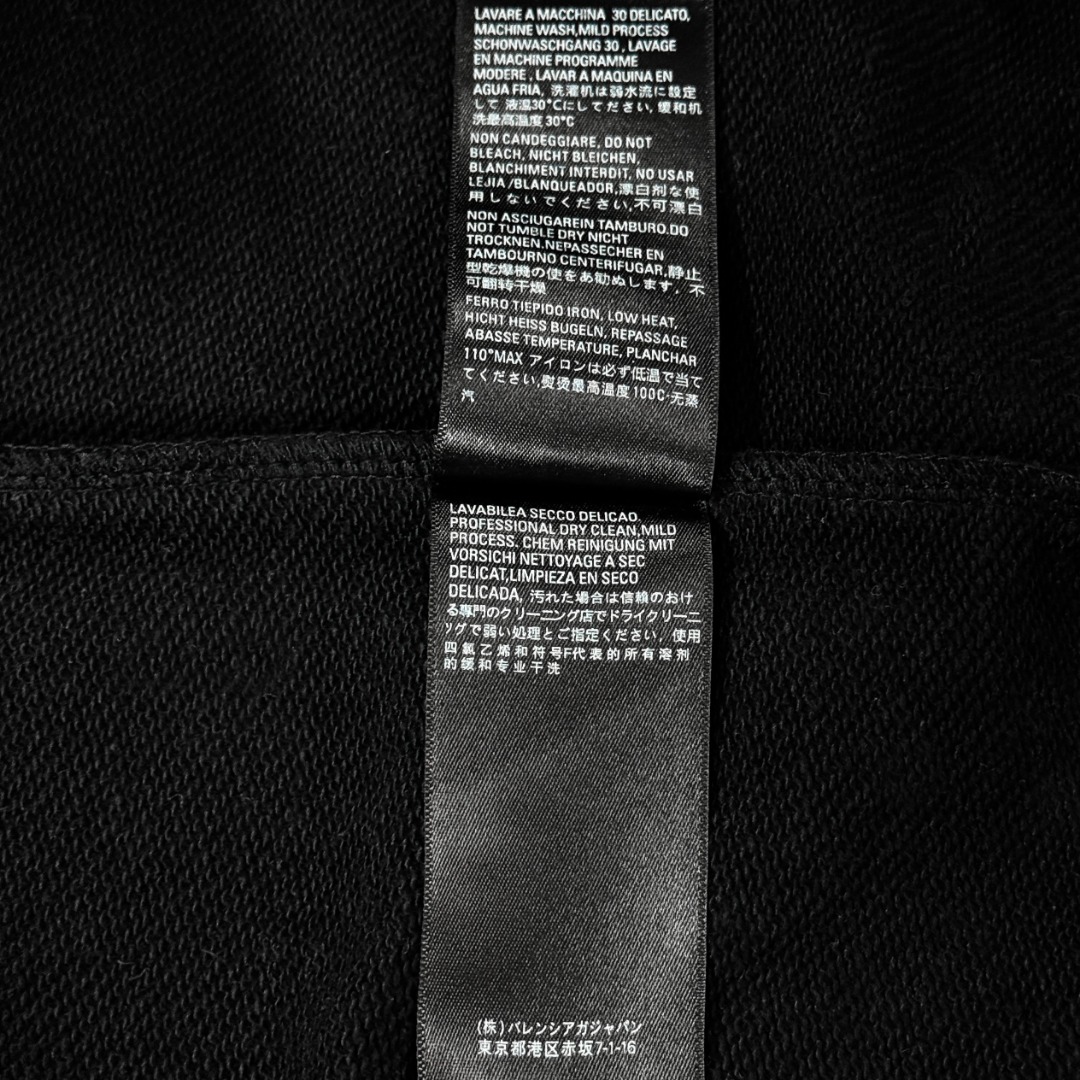 LAVARE A MACCHINA 30 DELICATO,
MACHINE WASH,MILD PROCESS
SCHONWASCHGANG 30 , LAVAGE
EN MACHINE PROGRAMME
MODERE , LAVAR A MAQUINA EN
AGUA FRIA, 洗濯机は弱水流に設定
して 液温30°Cにしてださい, 缓和机
洗最高温度30°C
NON CANDEGGIARE, DO NOT
BLEACH, NICHT BLEICHEN,
BLANCHIMENT INTERDIT, NO USAR
LEJIA/BLANQUEADOR,漂白剤な使
用しないでください,不可漂白
NON ASCIUGAREIN TAMBURO.DO
NOT TUMBLE DRY NICHT
TROCKNEN.NEPASSECHER EN
TAMBOURNO CENTERIFUGAR,静止
型乾燥機の使をあ勧ぬします, 不
可翻转干燥
FERRO TIEPIDO IRON, LOW HEAT,
HICHT HEISS BUGELN, REPASSAGE
ABASSE TEMPERATURE, PLANCHAR
110°MAX アイロンは必ず低温で当て
てください,熨烫最高温度100C·无蒸
汽
LAVABILEA SECCO DELICAO,
PROFESSIONAL DRY CLEAN,MILD
PROCESS. CHEM REINIGUNG MIT
VORSICHI NETTOYAGE A SEC
DELICAT,LIMPIEZA EN SECO
DELICADA, 汚れた場合は信頼のおけ
る專門のクリーニング店でドライクリーニ
ツグで弱い処理とご指定ください, 使用
四氯乙烯和符号F代表的所有溶剂
的缓和专业干洗
(株)バレンシアガジャパン
東京都港区赤坂7-1-16